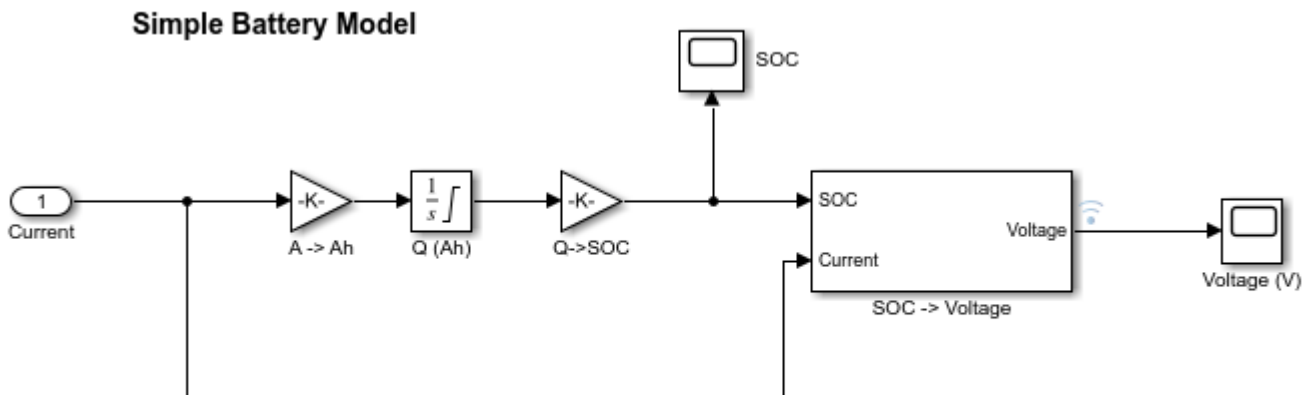 Simple Battery Model
SOC
1
Current
-K-
A -> Ah
1
s
Q (Ah)
-K-
Q->SOC
SOC
Current
Voltage
SOC -> Voltage
Voltage (V)